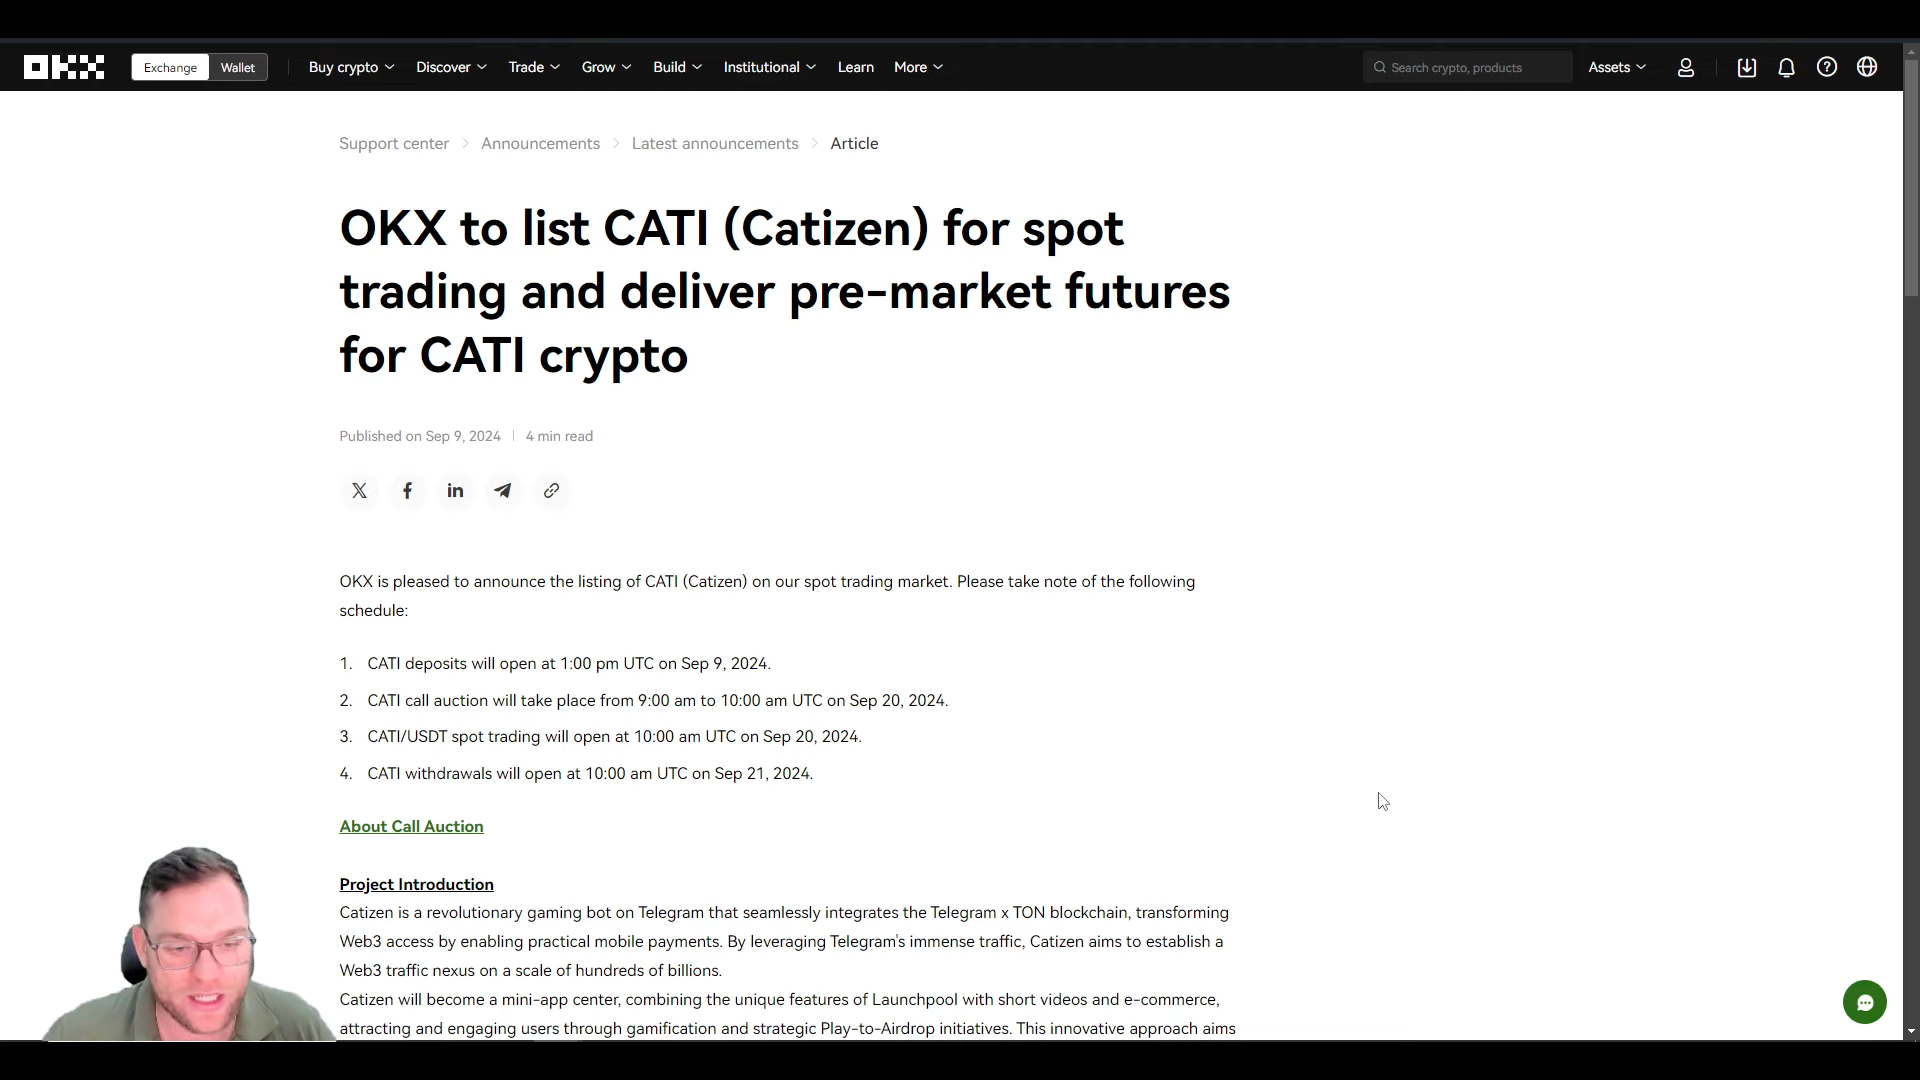 OKX
Exchange
Wallet
Buy crypto
Discover
Trade
Grow
Build
Institutional
Learn
More
Search crypto, products
Assets
Support center
Announcements
Latest announcements
Article
OKX to list CATI (Catizen) for spot
trading and deliver pre-market futures
for CATI crypto
Published on Sep 9, 2024
4 min read
OKX is pleased to announce the listing of CATI (Catizen) on our spot trading market. Please take note of the following
schedule:
1. CATI deposits will open at 1:00 pm UTC on Sep 9, 2024.
2. CATI call auction will take place from 9:00 am to 10:00 am UTC on Sep 20, 2024.
3. CATI/USDT spot trading will open at 10:00 am UTC on Sep 20, 2024.
4. CATI withdrawals will open at 10:00 am UTC on Sep 21, 2024.
About Call Auction
Project Introduction
Catizen is a revolutionary gaming bot on Telegram that seamlessly integrates the Telegram x TON blockchain, transforming
Web3 access by enabling practical mobile payments. By leveraging Telegram's immense traffic, Catizen aims to establish a
Web3 traffic nexus on a scale of hundreds of billions.
Catizen will become a mini-app center, combining the unique features of Launchpool with short videos and e-commerce,
attracting and engaging users through gamification and strategic Play-to-Airdrop initiatives. This innovative approach aims